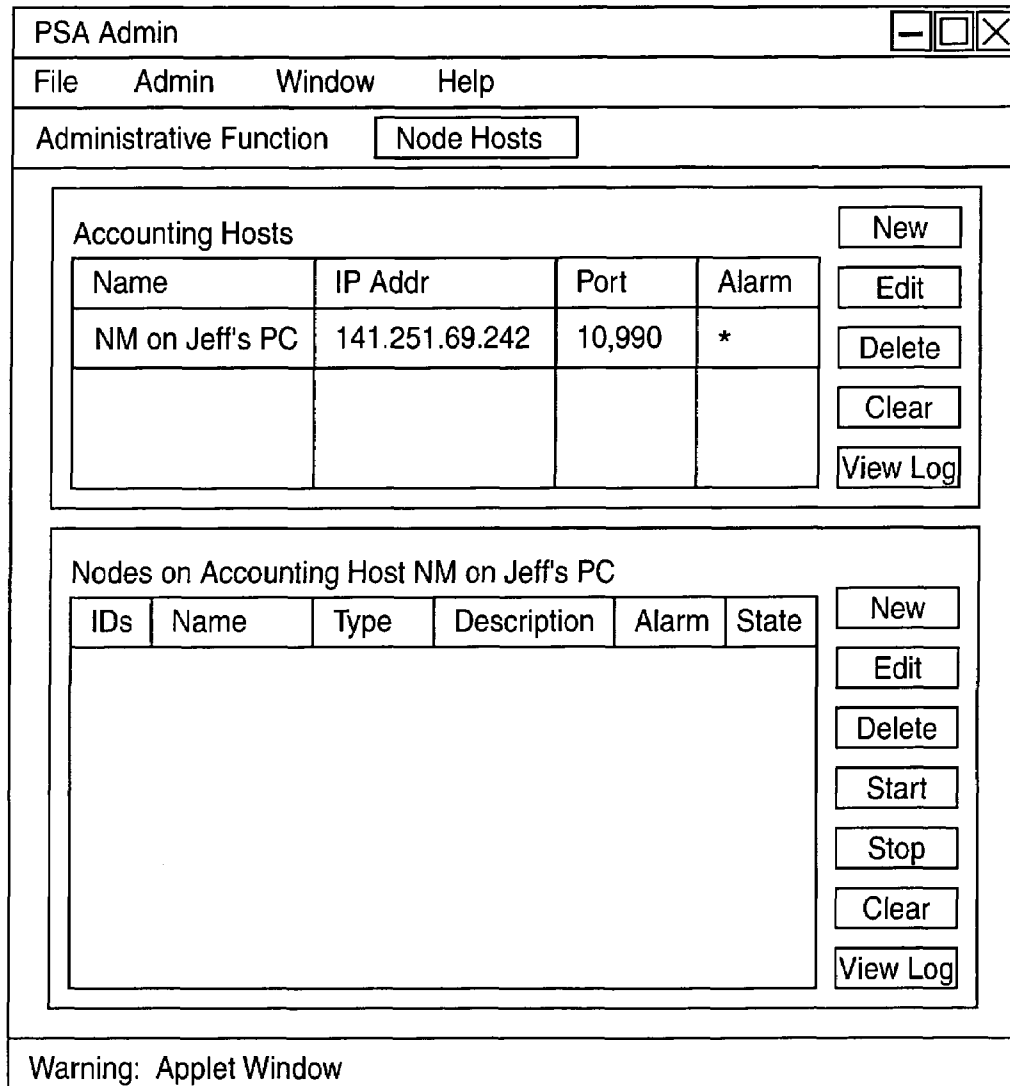 PSA Admin
File Admin Window Help
Administrative Function Node Hosts
Accounting Hosts
Name IP Addr Port Alarm
NM on Jeff's PC 141.251.69.242 10,990 *
New
Edit
Delete
Clear
View Log
Nodes on Accounting Host NM on Jeff's PC
IDs Name Type Description Alarm State
New
Edit
Delete
Start
Stop
Clear
View Log
Warning: Applet Window